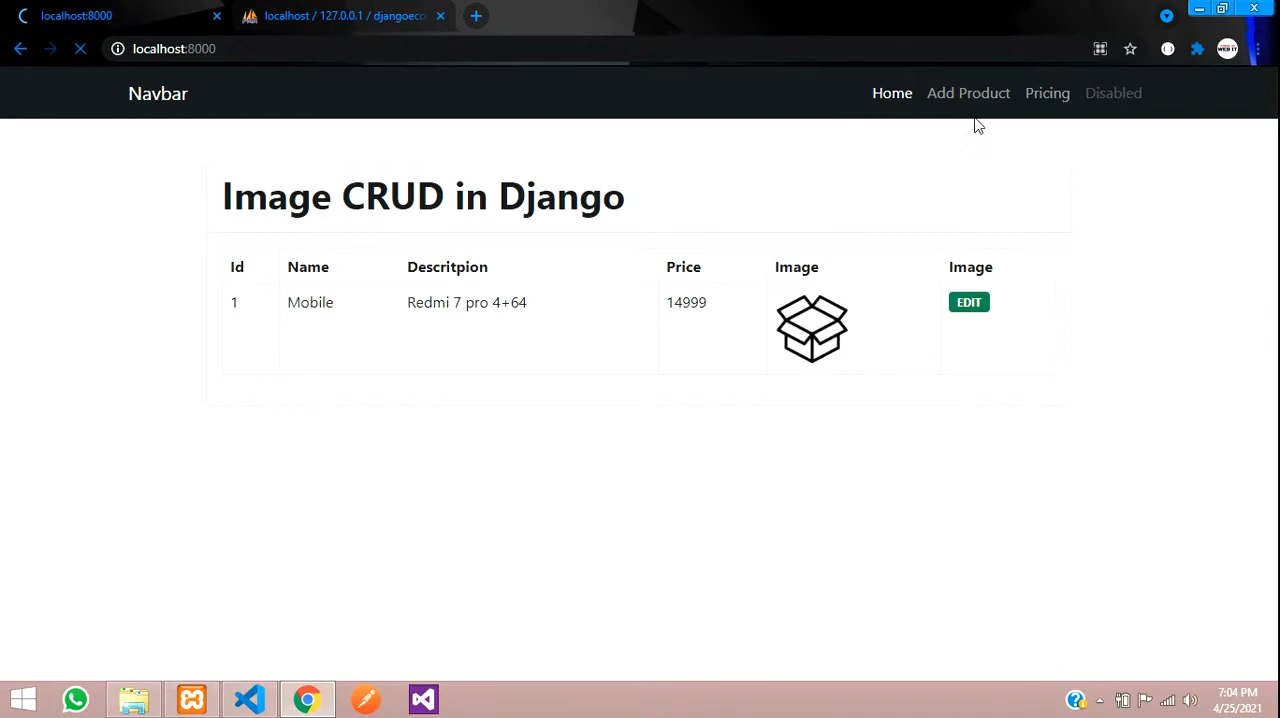 localhost:8000
localhost / 127.0.0.1 / djangoeco
localhost:8000
Navbar
Home Add Product Pricing Disabled
Image CRUD in Django
Id Name Descritpion Price Image Image
1 Mobile Redmi 7 pro 4+64 14999 EDIT
7:04 PM
4/25/2021